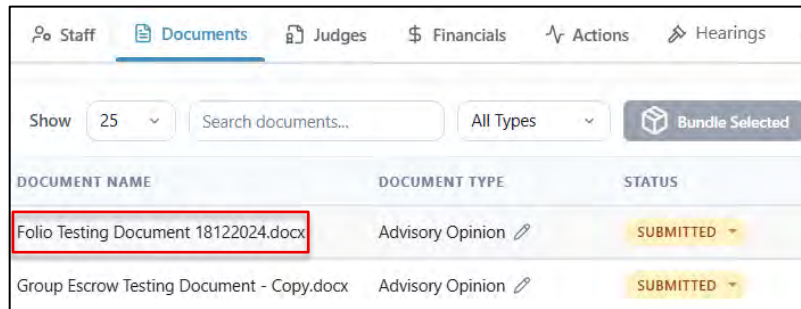 Staff Documents Judges $ Financials Actions Hearings
Show 25 Search documents... All Types Bundle Selected
DOCUMENT NAME DOCUMENT TYPE STATUS
Folio Testing Document 18122024.docx Advisory Opinion SUBMITTED
Group Escrow Testing Document - Copy.docx Advisory Opinion SUBMITTED